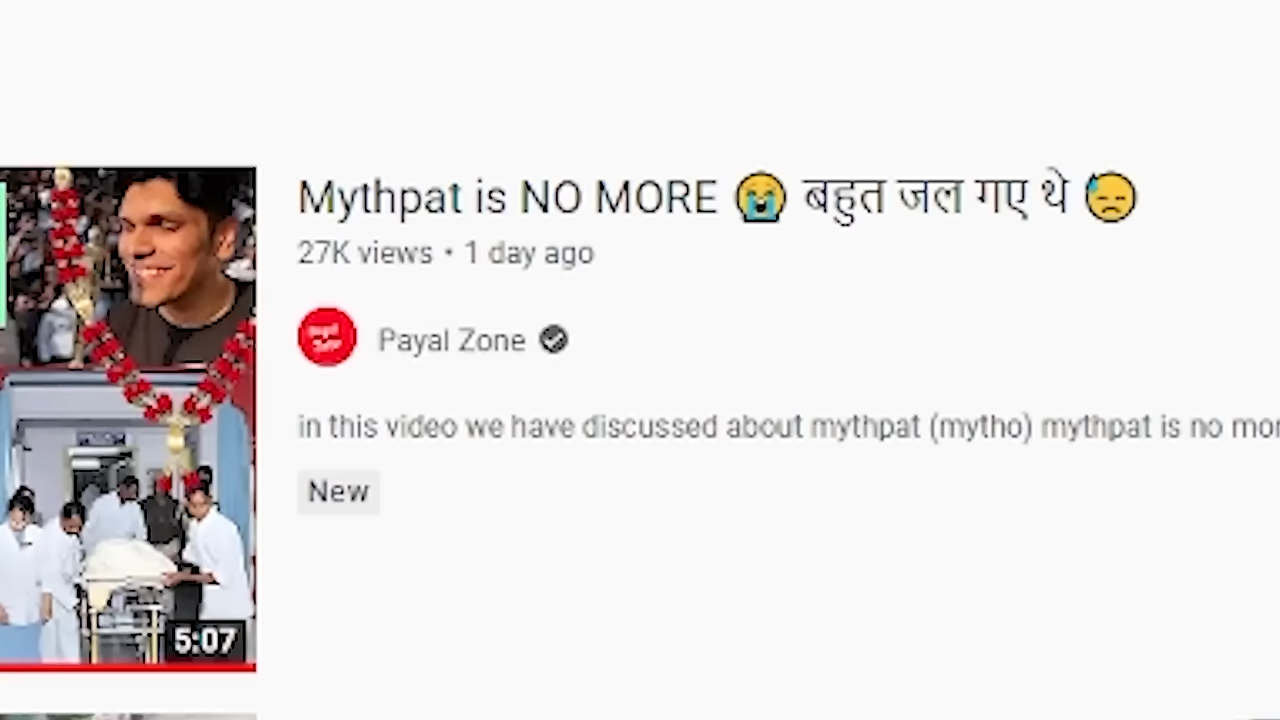 Mythpat is NO MORE 😭 बहुत जल गए थे 😓
27K views • 1 day ago
Payal Zone
in this video we have discussed about mythpat (mytho) mythpat is no
New
5:07